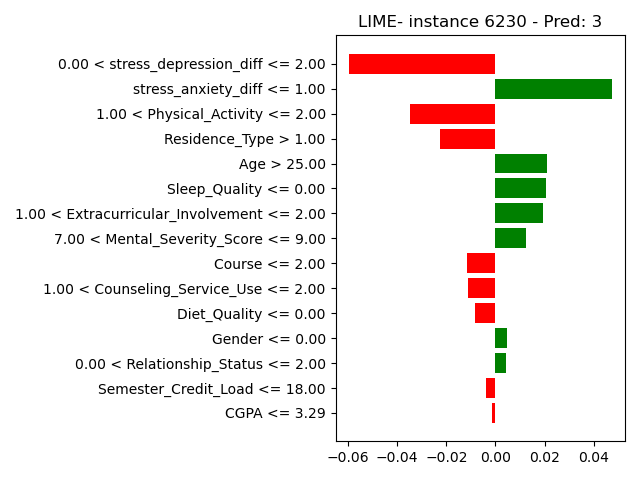 LIME- instance 6230 - Pred: 3
0.00 < stress_depression_diff <= 2.00
stress_anxiety_diff <= 1.00
1.00 < Physical_Activity <= 2.00
Residence_Type > 1.00
Age > 25.00
Sleep_Quality <= 0.00
1.00 < Extracurricular_Involvement <= 2.00
7.00 < Mental_Severity_Score <= 9.00
Course <= 2.00
1.00 < Counseling_Service_Use <= 2.00
Diet_Quality <= 0.00
Gender <= 0.00
0.00 < Relationship_Status <= 2.00
Semester_Credit_Load <= 18.00
CGPA <= 3.29
−0.06 −0.04 −0.02 0.00 0.02 0.04